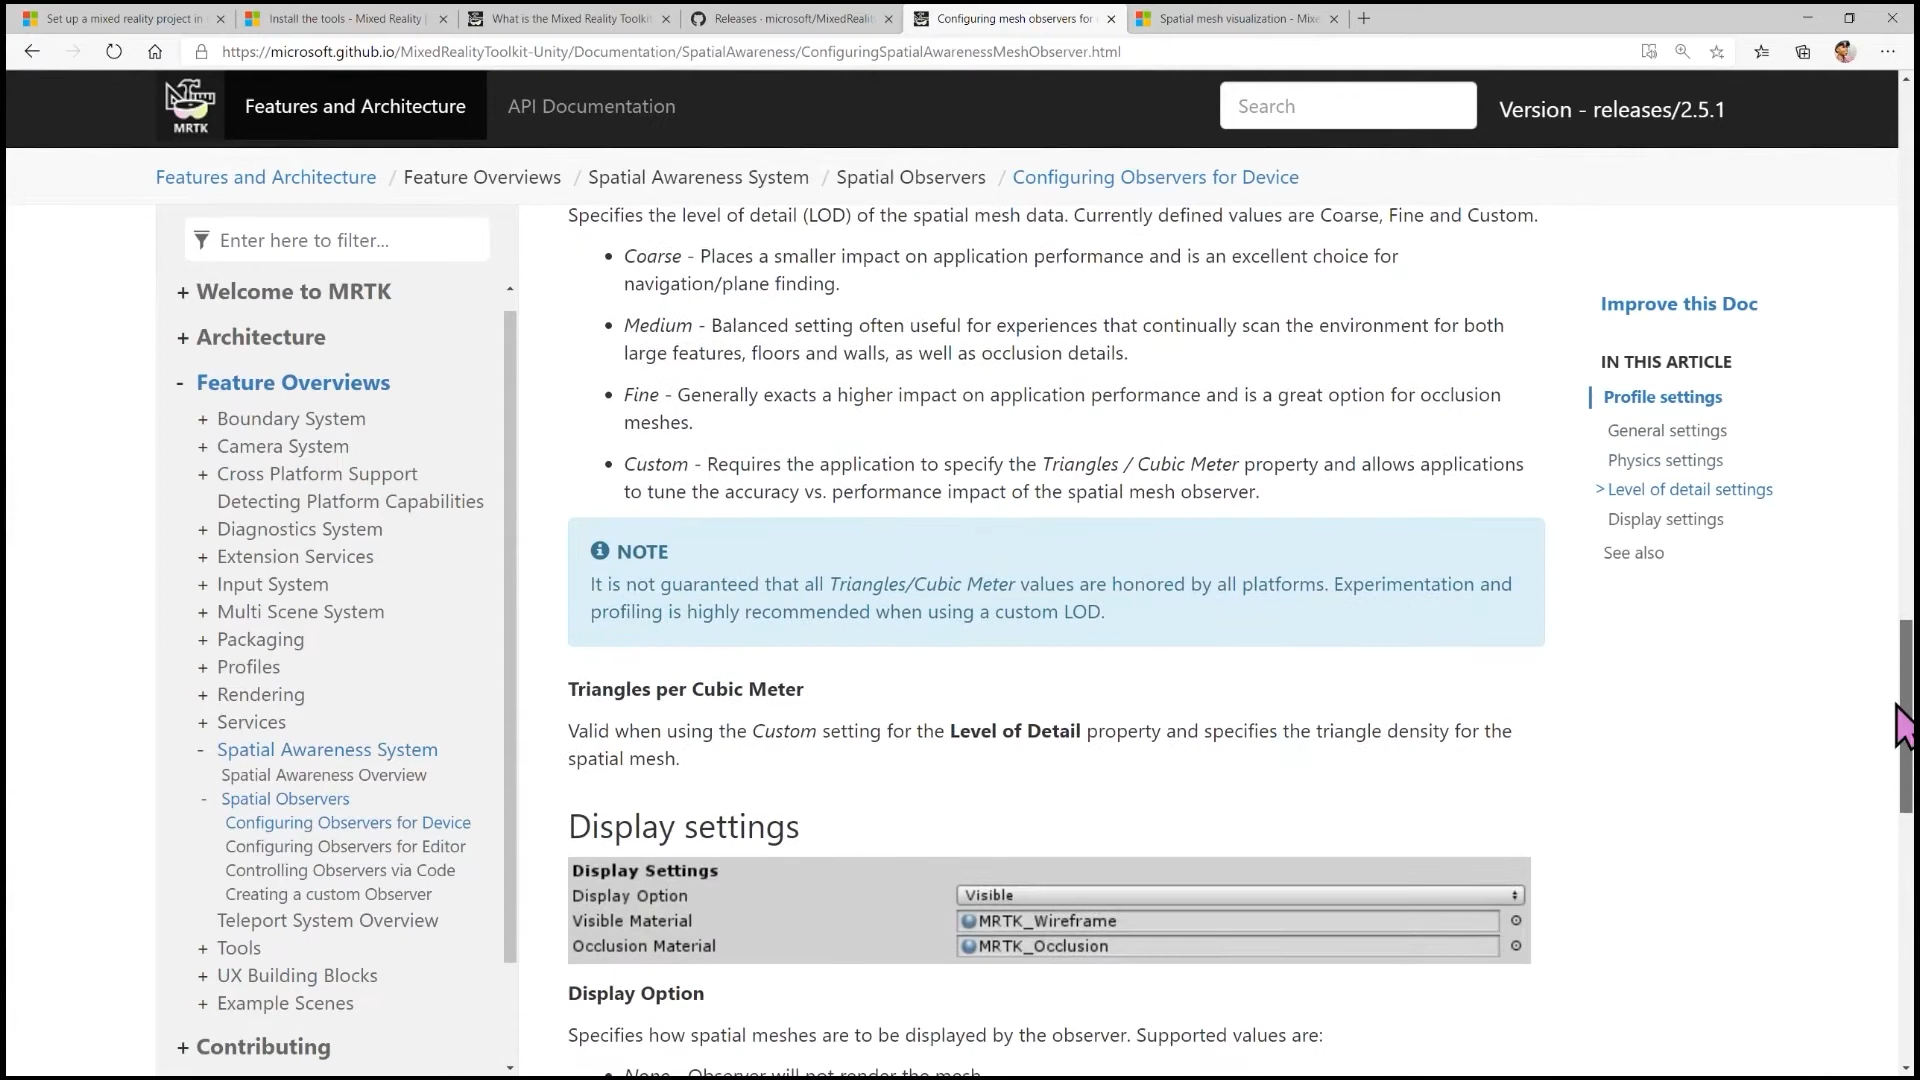 Set up a mixed reality project in
Install the tools - Mixed Reality
What is the Mixed Reality Toolkit
Releases · microsoft/MixedReali
Configuring mesh observers for
Spatial mesh visualization - Mixe
https://microsoft.github.io/MixedRealityToolkit-Unity/Documentation/SpatialAwareness/ConfiguringSpatialAwarenessMeshObserver.html
MRTK
Features and Architecture
API Documentation
Search
Version - releases/2.5.1
Features and Architecture / Feature Overviews / Spatial Awareness System / Spatial Observers / Configuring Observers for Device
Enter here to filter...
+ Welcome to MRTK
+ Architecture
- Feature Overviews
+ Boundary System
+ Camera System
+ Cross Platform Support
Detecting Platform Capabilities
+ Diagnostics System
+ Extension Services
+ Input System
+ Multi Scene System
+ Packaging
+ Profiles
+ Rendering
+ Services
- Spatial Awareness System
Spatial Awareness Overview
- Spatial Observers
Configuring Observers for Device
Configuring Observers for Editor
Controlling Observers via Code
Creating a custom Observer
Teleport System Overview
+ Tools
+ UX Building Blocks
+ Example Scenes
+ Contributing
Specifies the level of detail (LOD) of the spatial mesh data. Currently defined values are Coarse, Fine and Custom.
• Coarse - Places a smaller impact on application performance and is an excellent choice for
navigation/plane finding.
• Medium - Balanced setting often useful for experiences that continually scan the environment for both
large features, floors and walls, as well as occlusion details.
• Fine - Generally exacts a higher impact on application performance and is a great option for occlusion
meshes.
• Custom - Requires the application to specify the Triangles / Cubic Meter property and allows applications
to tune the accuracy vs. performance impact of the spatial mesh observer.
NOTE
It is not guaranteed that all Triangles/Cubic Meter values are honored by all platforms. Experimentation and
profiling is highly recommended when using a custom LOD.
Triangles per Cubic Meter
Valid when using the Custom setting for the Level of Detail property and specifies the triangle density for the
spatial mesh.
Display settings
Display Settings
Display Option Visible
Visible Material MRTK_Wireframe
Occlusion Material MRTK_Occlusion
Display Option
Specifies how spatial meshes are to be displayed by the observer. Supported values are:
• None - Observer will not render the mesh
Improve this Doc
IN THIS ARTICLE
Profile settings
General settings
Physics settings
> Level of detail settings
Display settings
See also